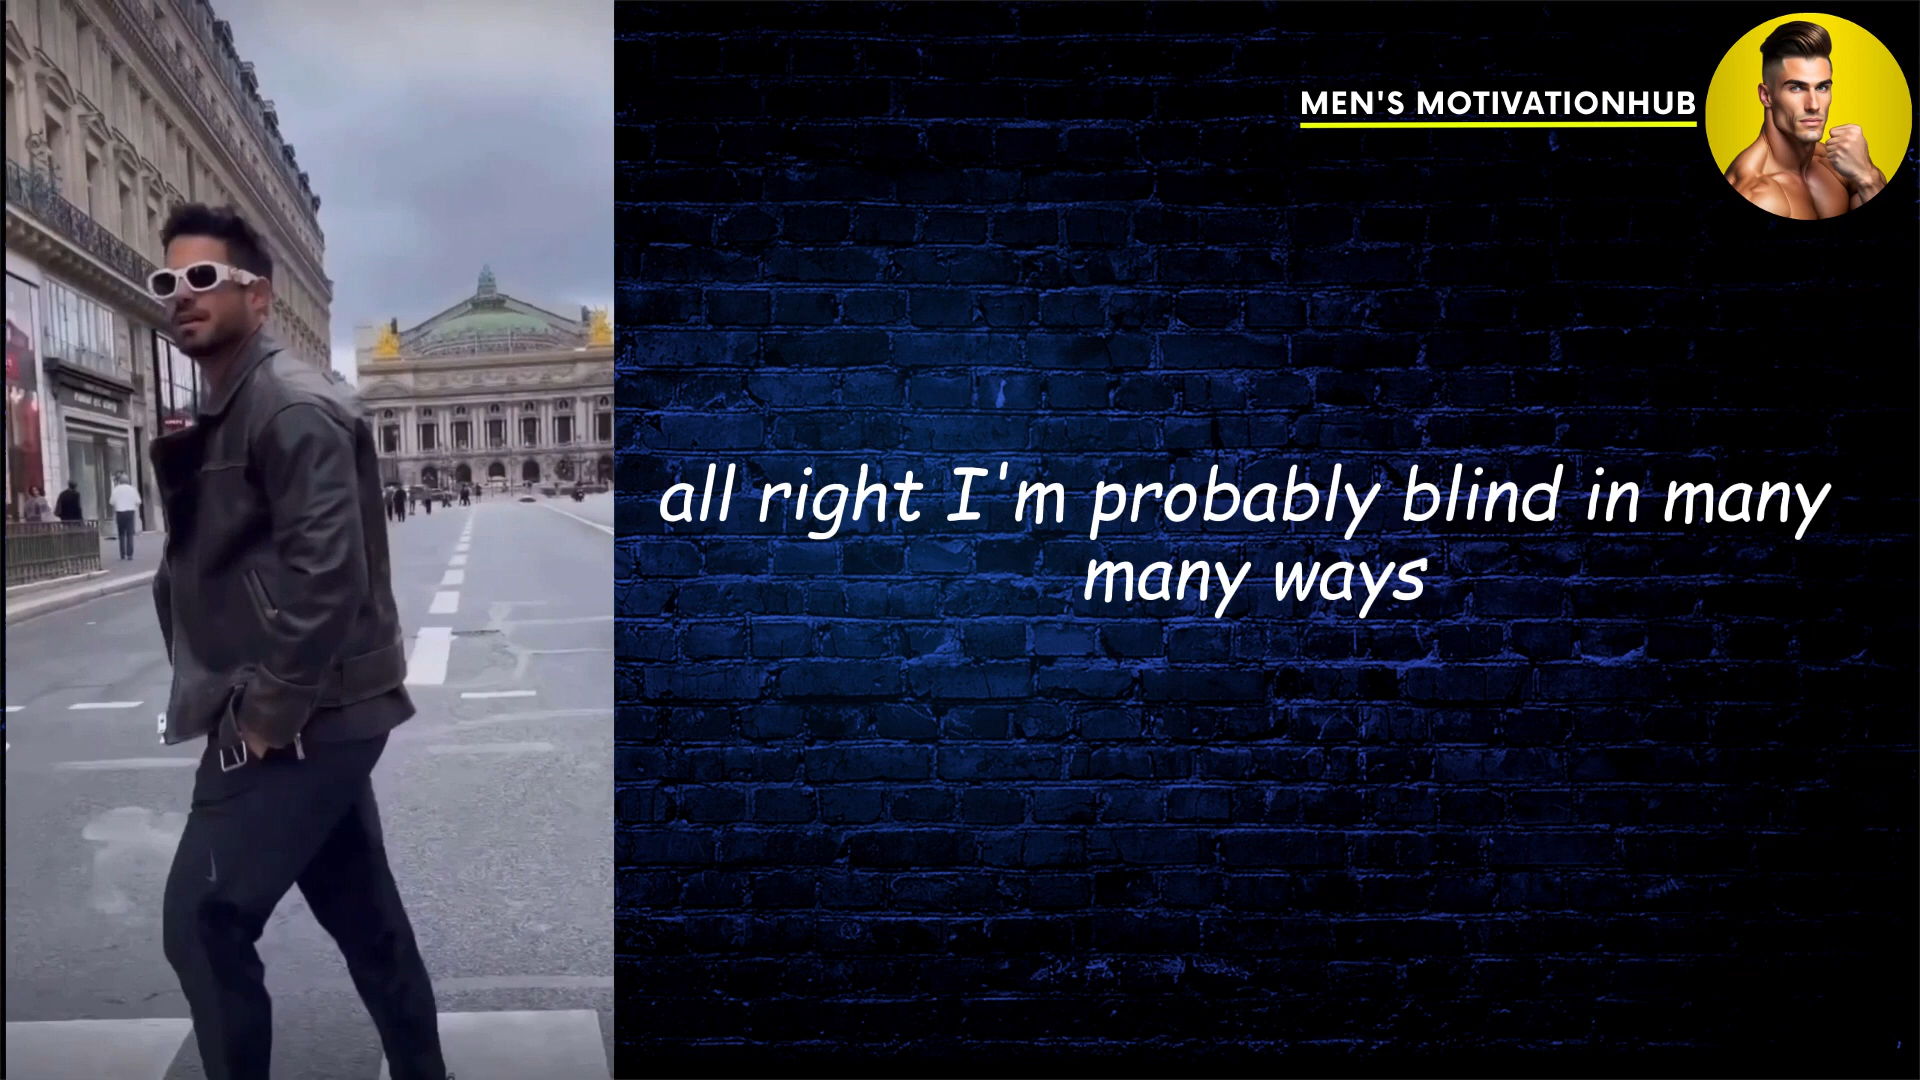 MEN'S MOTIVATIONHUB
all right I'm probably blind in many
many ways